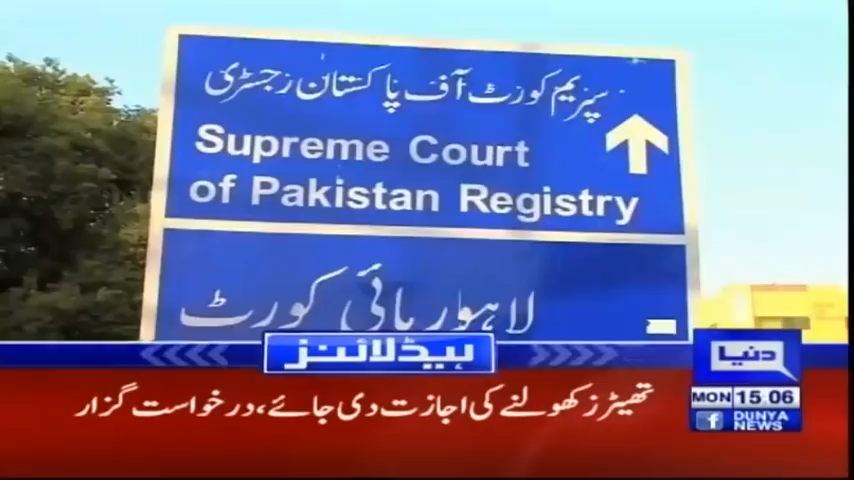 سپریم کورٹ آف پاکستان رجسٹری
Supreme Court
of Pakistan Registry
لاہور ہائی کورٹ
ہیڈلائنز
تھیٹرز کھولنے کی اجازت دی جائے، درخواست گزار
دنیا
MON 15:06
f DUNYA NEWS